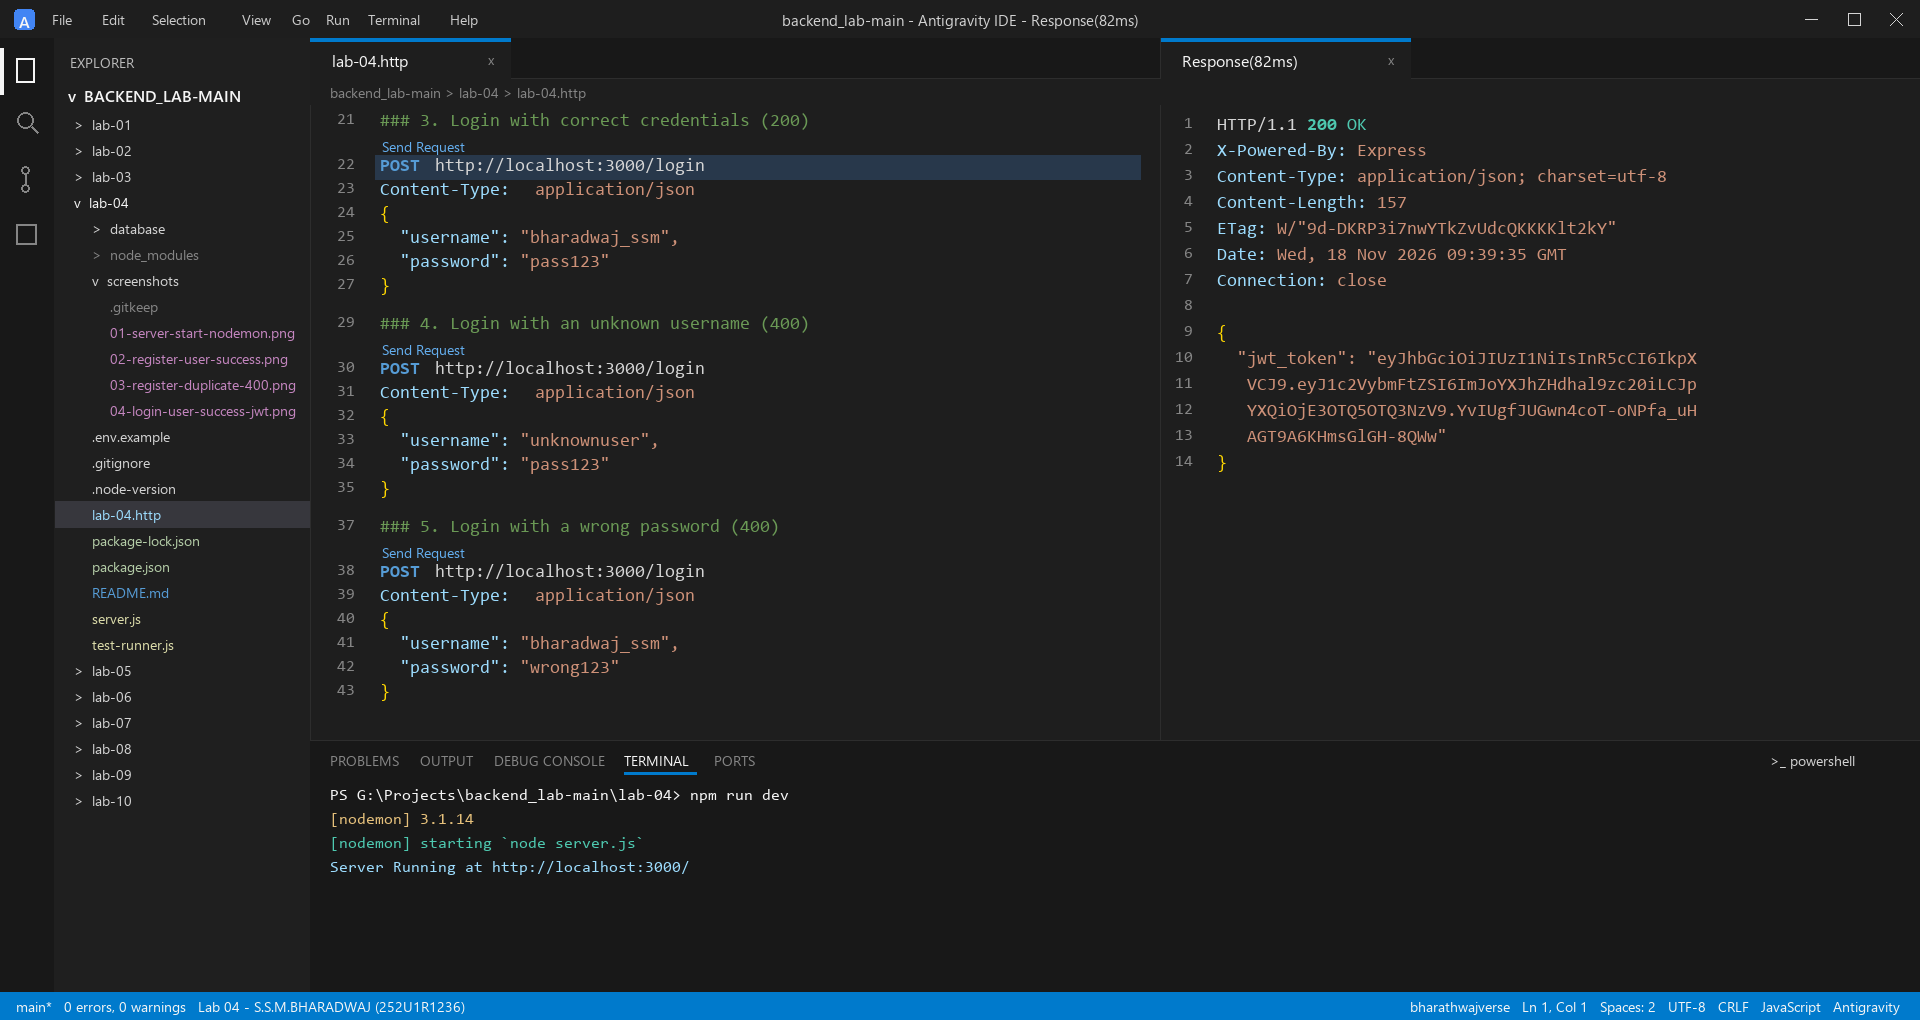 A File Edit Selection View Go Run Terminal Help
backend_lab-main - Antigravity IDE - Response(82ms)
EXPLORER
v BACKEND_LAB-MAIN
> lab-01
> lab-02
> lab-03
v lab-04
> database
> node_modules
v screenshots
.gitkeep
01-server-start-nodemon.png
02-register-user-success.png
03-register-duplicate-400.png
04-login-user-success-jwt.png
.env.example
.gitignore
.node-version
lab-04.http
package-lock.json
package.json
README.md
server.js
test-runner.js
> lab-05
> lab-06
> lab-07
> lab-08
> lab-09
> lab-10
lab-04.http x
backend_lab-main > lab-04 > lab-04.http
21 ### 3. Login with correct credentials (200)
Send Request
22 POST http://localhost:3000/login
23 Content-Type: application/json
24 {
25 "username": "bharadwaj_ssm",
26 "password": "pass123"
27 }
29 ### 4. Login with an unknown username (400)
Send Request
30 POST http://localhost:3000/login
31 Content-Type: application/json
32 {
33 "username": "unknownuser",
34 "password": "pass123"
35 }
37 ### 5. Login with a wrong password (400)
Send Request
38 POST http://localhost:3000/login
39 Content-Type: application/json
40 {
41 "username": "bharadwaj_ssm",
42 "password": "wrong123"
43 }
Response(82ms) x
1 HTTP/1.1 200 OK
2 X-Powered-By: Express
3 Content-Type: application/json; charset=utf-8
4 Content-Length: 157
5 ETag: W/"9d-DKRP3i7nwYTkZvUdcQKKKKlt2kY"
6 Date: Wed, 18 Nov 2026 09:39:35 GMT
7 Connection: close
8
9 {
10 "jwt_token": "eyJhbGciOiJIUzI1NiIsInR5cCI6IkpX
11 VCJ9.eyJ1c2VybmFtZSI6ImJoYXJhZHdhal9zc20iLCJp
12 YXQiOjE3OTQ5OTQ3NzV9.YvIUgfJUGwn4coT-oNPfa_uH
13 AGT9A6KHmsGlGH-8QWw"
14 }
PROBLEMS OUTPUT DEBUG CONSOLE TERMINAL PORTS
>_ powershell
PS G:\Projects\backend_lab-main\lab-04> npm run dev
[nodemon] 3.1.14
[nodemon] starting `node server.js`
Server Running at http://localhost:3000/
main* 0 errors, 0 warnings Lab 04 - S.S.M.BHARADWAJ (252U1R1236)
bharathwajverse Ln 1, Col 1 Spaces: 2 UTF-8 CRLF JavaScript Antigravity